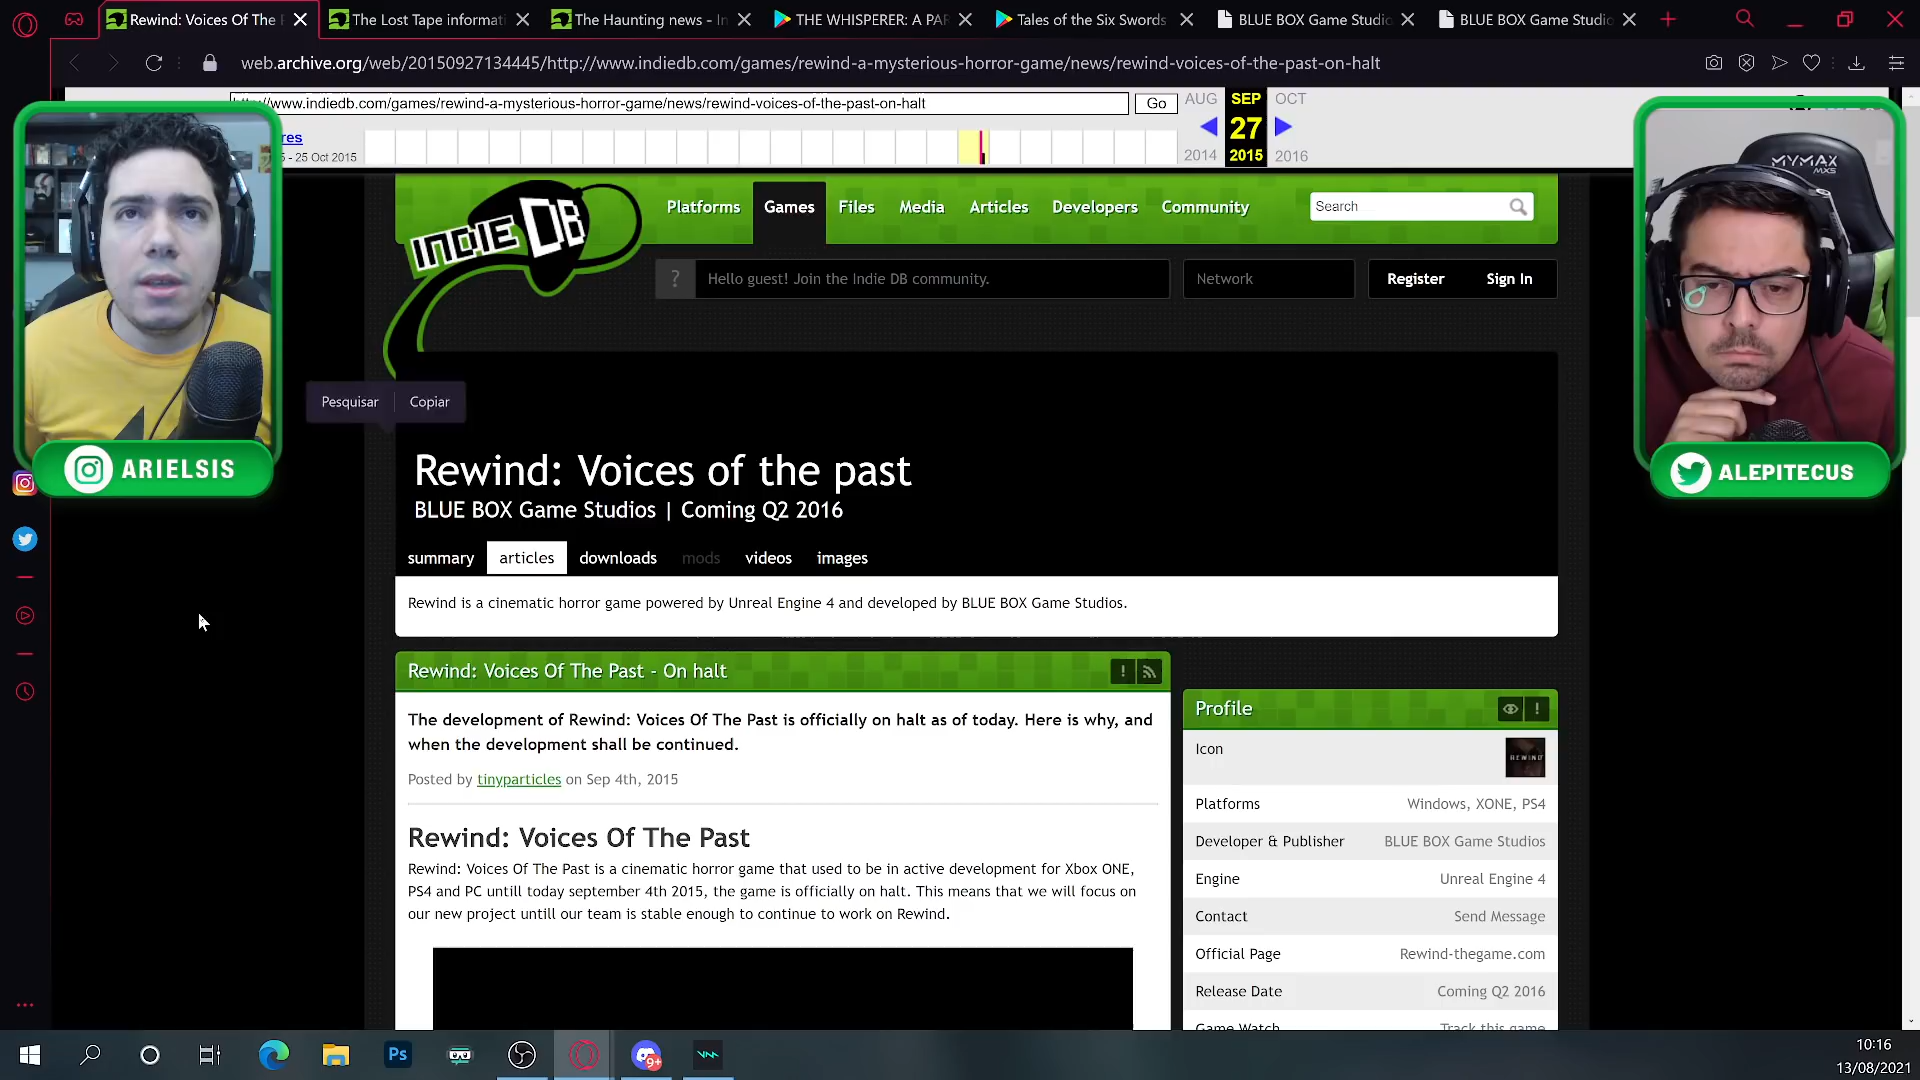 Rewind: Voices Of The
The Lost Tape informati
The Haunting news - In
THE WHISPERER: A PAR
Tales of the Six Swords
BLUE BOX Game Studio
BLUE BOX Game Studio
web.archive.org/web/20150927134445/http://www.indiedb.com/games/rewind-a-mysterious-horror-game/news/rewind-voices-of-the-past-on-halt
http://www.indiedb.com/games/rewind-a-mysterious-horror-game/news/rewind-voices-of-the-past-on-halt
Go
AUG
SEP
OCT
res
- 25 Oct 2015
27
2014
2015
2016
INDIE DB
Platforms
Games
Files
Media
Articles
Developers
Community
Search
?
Hello guest! Join the Indie DB community.
Network
Register
Sign In
MYMAX
MX5
Pesquisar
Copiar
ARIELSIS
ALEPITECUS
Rewind: Voices of the past
BLUE BOX Game Studios | Coming Q2 2016
summary
articles
downloads
mods
videos
images
Rewind is a cinematic horror game powered by Unreal Engine 4 and developed by BLUE BOX Game Studios.
Rewind: Voices Of The Past - On halt
The development of Rewind: Voices Of The Past is officially on halt as of today. Here is why, and
when the development shall be continued.
Posted by tinyparticles on Sep 4th, 2015
Rewind: Voices Of The Past
Rewind: Voices Of The Past is a cinematic horror game that used to be in active development for Xbox ONE,
PS4 and PC untill today september 4th 2015, the game is officially on halt. This means that we will focus on
our new project untill our team is stable enough to continue to work on Rewind.
Profile
Icon
REWIND
Platforms
Windows, XONE, PS4
Developer & Publisher
BLUE BOX Game Studios
Engine
Unreal Engine 4
Contact
Send Message
Official Page
Rewind-thegame.com
Release Date
Coming Q2 2016
Game Watch
Track this game
Ps
9+
10:16
13/08/2021